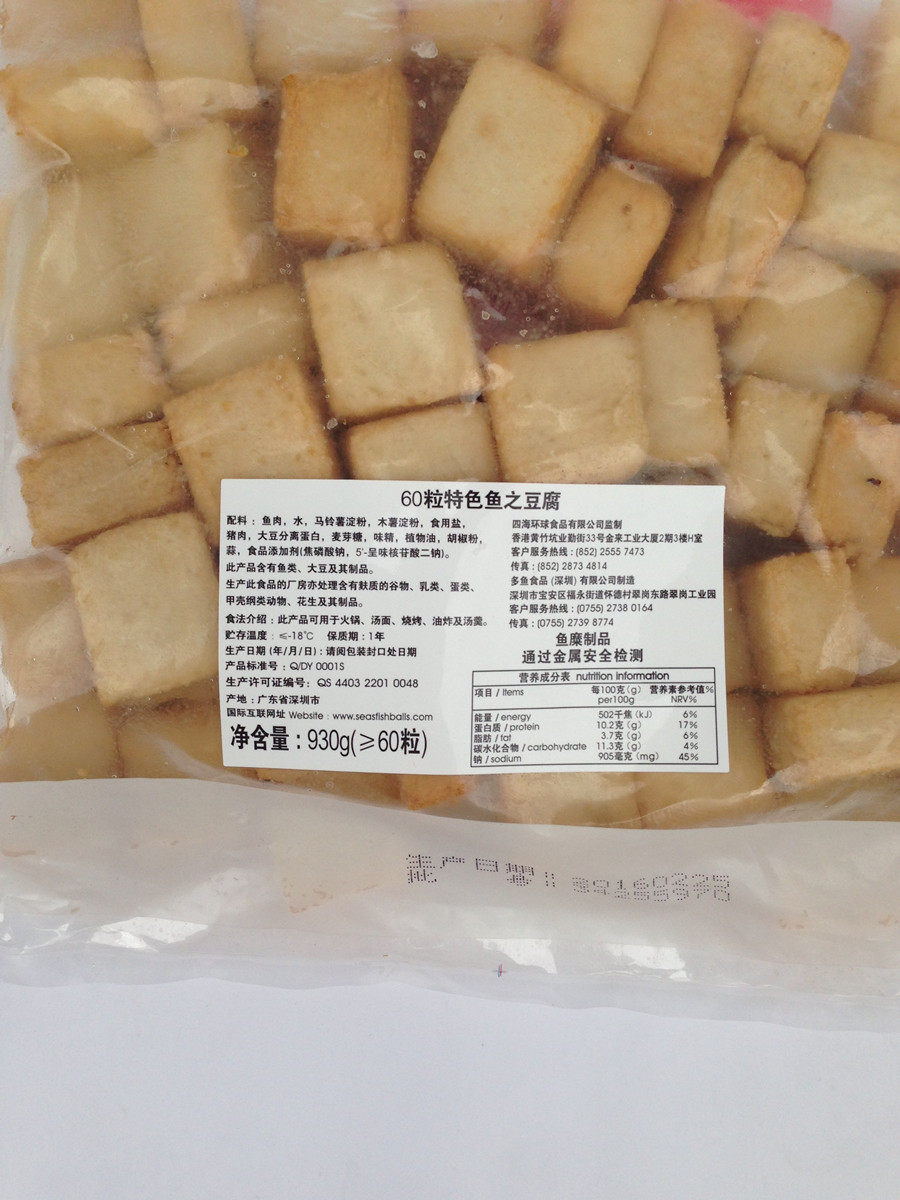 60粒特色鱼之豆腐
配料：鱼肉，水，马铃薯淀粉，木薯淀粉，食用盐，
猪肉，大豆分离蛋白，麦芽糖，味精，植物油，胡椒粉，
蒜，食品添加剂(焦磷酸钠，5'-呈味核苷酸二钠)。
此产品含有鱼类、大豆及其制品。
生产此食品的厂房亦处理含有麸质的谷物、乳类、蛋类、
甲壳纲类动物、花生及其制品。
食法介绍：此产品可用于火锅、汤面、烧烤、油炸及汤羹。
贮存温度：≤-18℃ 保质期：1年
生产日期 (年/月/日)：请阅包装封口处日期
产品标准号：Q/DY 0001S
生产许可证编号：QS 4403 2201 0048
产地：广东省深圳市
国际互联网址 Website : www.seasfishballs.com
净含量：930g(≥60粒)
四海环球食品有限公司监制
香港黄竹坑业勤街33号金来工业大厦2期3楼H室
客户服务热线：(852) 2555 7473
传真：(852) 2873 4814
多鱼食品 (深圳) 有限公司制造
深圳市宝安区福永街道怀德村翠岗东路翠岗工业园
客户服务热线：(0755) 2738 0164
传真：(0755) 2739 8774
鱼糜制品
通过金属安全检测
营养成分表 nutrition information
项目 / Items 每100克 (g) 营养素参考值%
per100g NRV%
能量 / energy 502千焦 (kJ) 6%
蛋白质 / protein 10.2克 (g) 17%
脂肪 / fat 3.7克 (g) 6%
碳水化合物 / carbohydrate 11.3克 (g) 4%
钠 / sodium 905毫克 (mg) 45%
生产日期